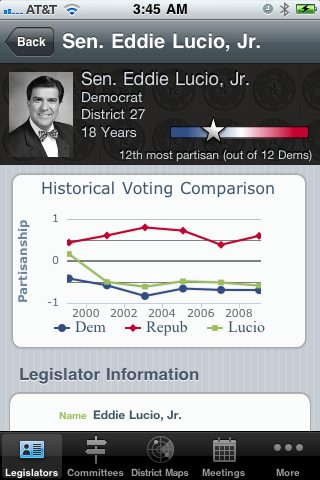 AT&T 3:45 AM
Back Sen. Eddie Lucio, Jr.
Sen. Eddie Lucio, Jr.
Democrat
District 27
18 Years
12th most partisan (out of 12 Dems)
Historical Voting Comparison
Partisanship
1
0
-1
2000 2002 2004 2006 2008
Dem Repub Lucio
Legislator Information
Name Eddie Lucio, Jr.
Legislators Committees District Maps Meetings More